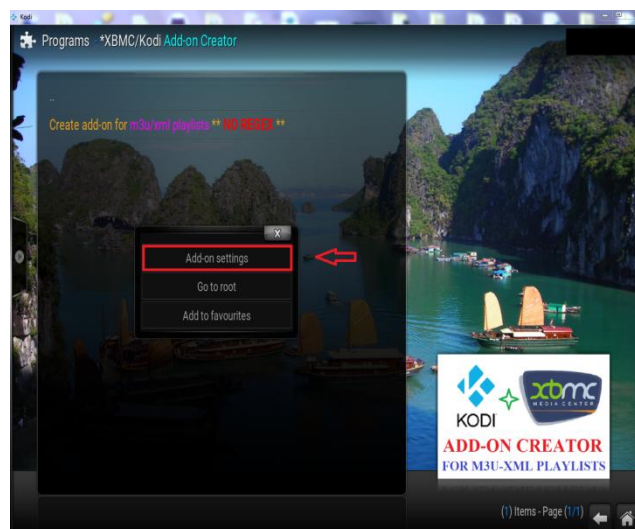 Kodi
Programs *XBMC/Kodi Add-on Creator
..
Create add-on for m3u/xml playlists ** NO REGEX **
X
Add-on settings
Go to root
Add to favourites
KODI
xbmc
MEDIA CENTER
ADD-ON CREATOR
FOR M3U-XML PLAYLISTS
(1) Items - Page (1/1)